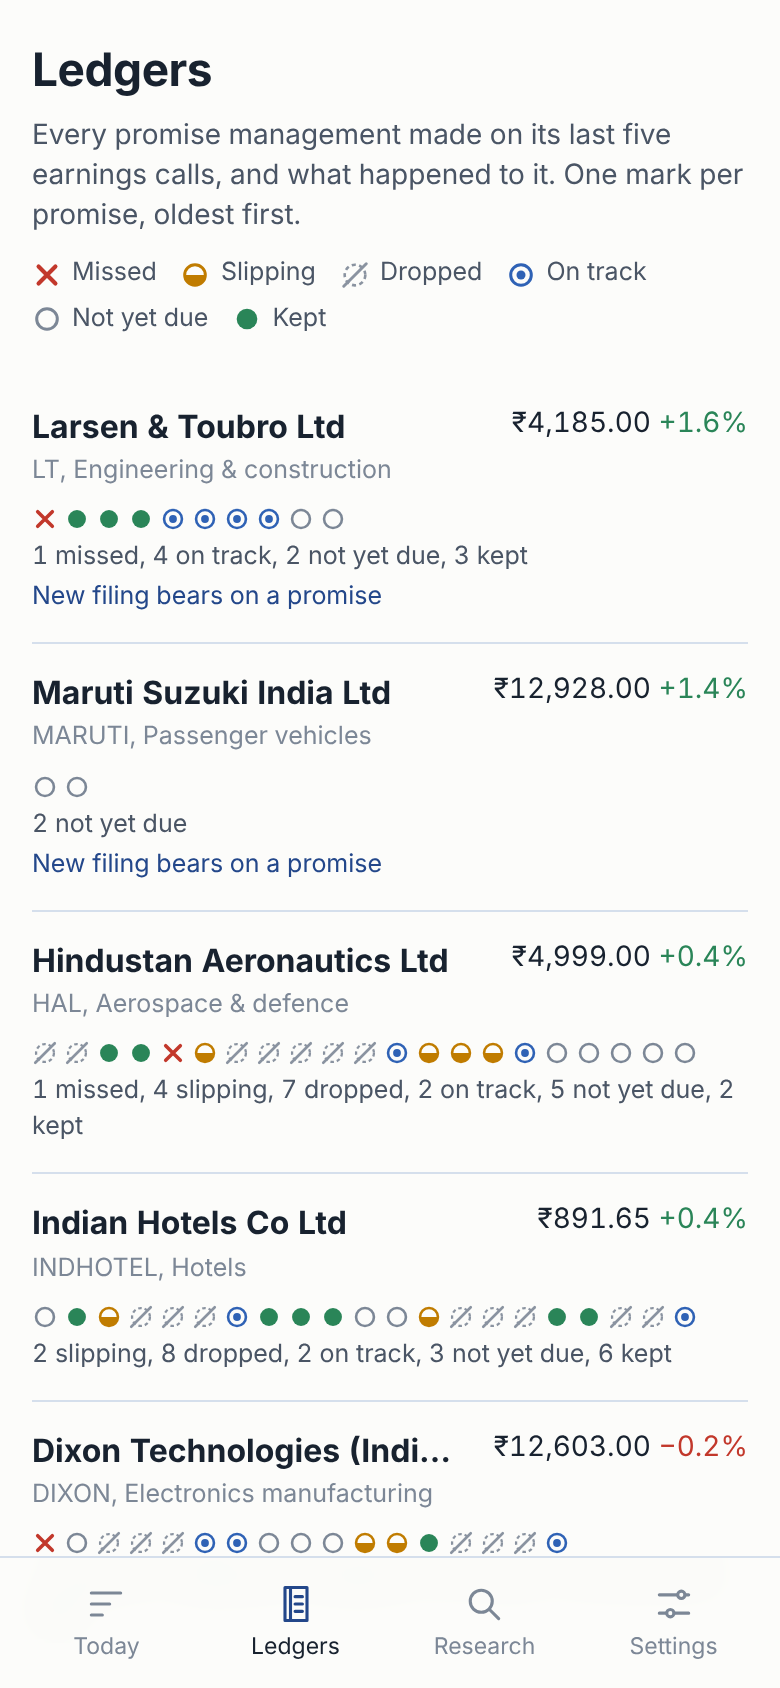 Ledgers
Every promise management made on its last five
earnings calls, and what happened to it. One mark per
promise, oldest first.
Missed Slipping Dropped On track
Not yet due Kept
Larsen & Toubro Ltd ₹4,185.00 +1.6%
LT, Engineering & construction
1 missed, 4 on track, 2 not yet due, 3 kept
New filing bears on a promise
Maruti Suzuki India Ltd ₹12,928.00 +1.4%
MARUTI, Passenger vehicles
2 not yet due
New filing bears on a promise
Hindustan Aeronautics Ltd ₹4,999.00 +0.4%
HAL, Aerospace & defence
1 missed, 4 slipping, 7 dropped, 2 on track, 5 not yet due, 2
kept
Indian Hotels Co Ltd ₹891.65 +0.4%
INDHOTEL, Hotels
2 slipping, 8 dropped, 2 on track, 3 not yet due, 6 kept
Dixon Technologies (Indi... ₹12,603.00 −0.2%
DIXON, Electronics manufacturing
Today Ledgers Research Settings